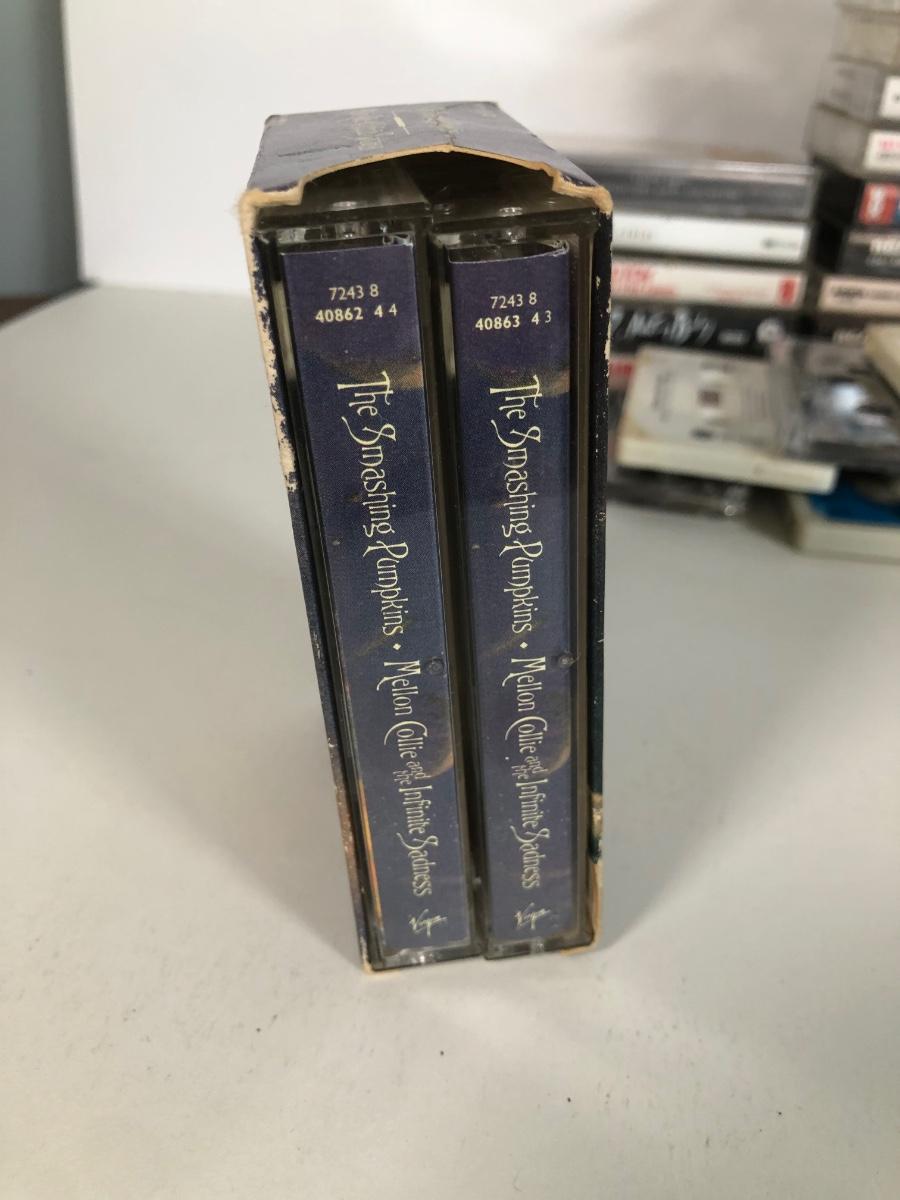 7243 8
40862 4 4
The Smashing Pumpkins • Mellon Collie and the Infinite Sadness
7243 8
40863 4 3
The Smashing Pumpkins • Mellon Collie and the Infinite Sadness